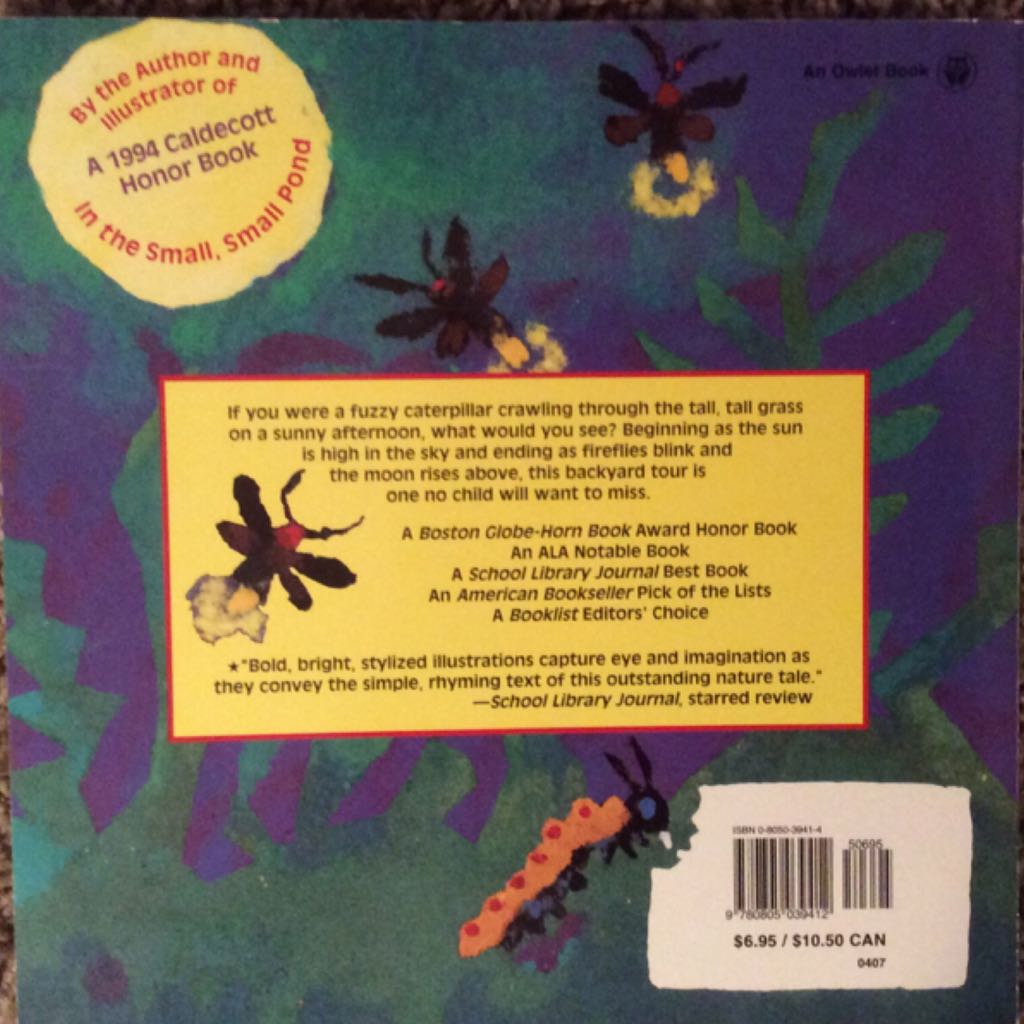 By the Author and
Illustrator of
A 1994 Caldecott
Honor Book
In the Small, Small Pond
An Owlet Book
If you were a fuzzy caterpillar crawling through the tall, tall grass
on a sunny afternoon, what would you see? Beginning as the sun
is high in the sky and ending as fireflies blink and
the moon rises above, this backyard tour is
one no child will want to miss.
A Boston Globe-Horn Book Award Honor Book
An ALA Notable Book
A School Library Journal Best Book
An American Bookseller Pick of the Lists
A Booklist Editors' Choice
★"Bold, bright, stylized illustrations capture eye and imagination as
they convey the simple, rhyming text of this outstanding nature tale."
—School Library Journal, starred review
ISBN 0-8050-3941-4
50695
9 780805 039412
$6.95 / $10.50 CAN
0407